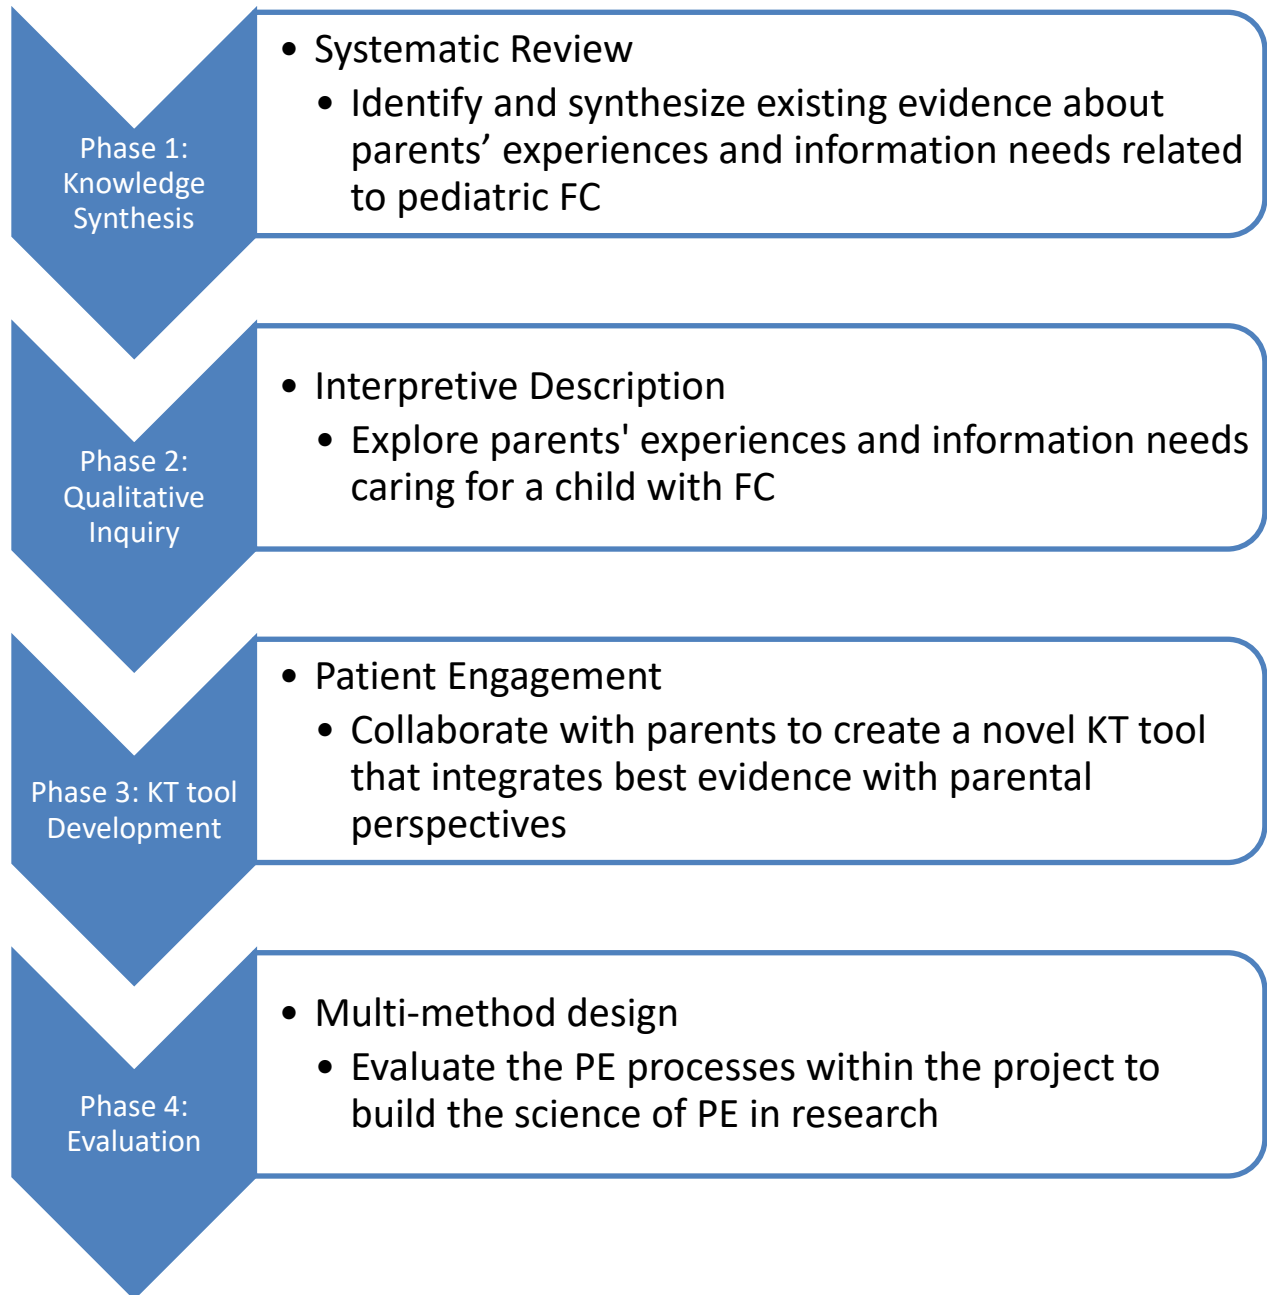 Phase 1:
Knowledge
Synthesis
• Systematic Review
• Identify and synthesize existing evidence about
parents’ experiences and information needs related
to pediatric FC
Phase 2:
Qualitative
Inquiry
• Interpretive Description
• Explore parents' experiences and information needs
caring for a child with FC
Phase 3: KT tool
Development
• Patient Engagement
• Collaborate with parents to create a novel KT tool
that integrates best evidence with parental
perspectives
Phase 4:
Evaluation
• Multi-method design
• Evaluate the PE processes within the project to
build the science of PE in research